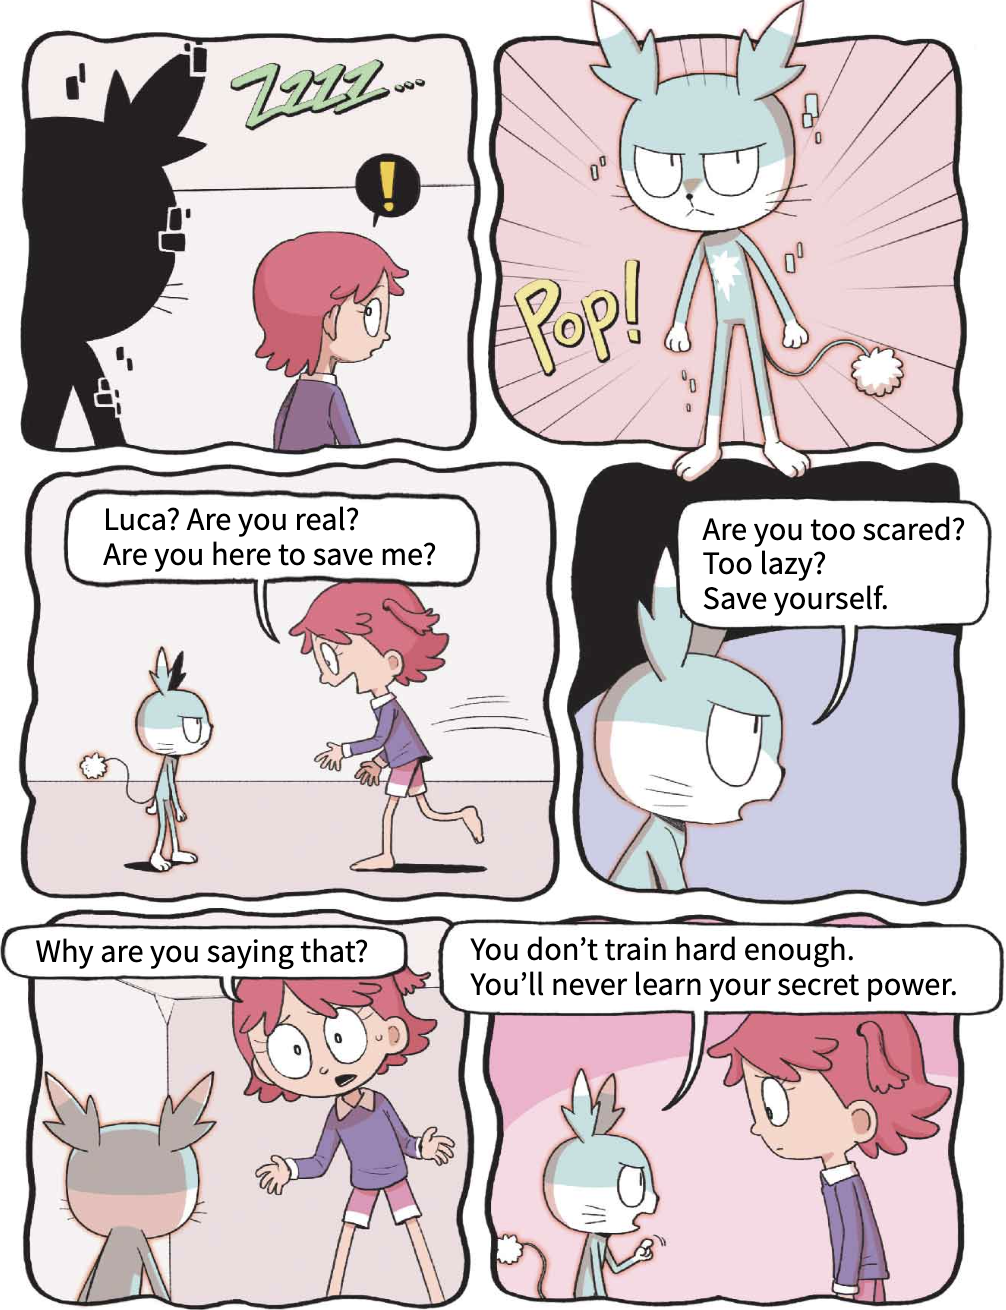 Zzzz...
!
Pop!
Luca? Are you real?
Are you here to save me?
Are you too scared?
Too lazy?
Save yourself.
Why are you saying that?
You don’t train hard enough.
You’ll never learn your secret power.